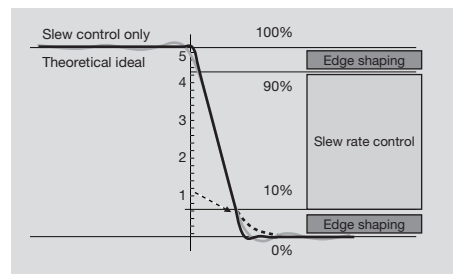 Slew control only
100%
Theoretical ideal
5
Edge shaping
4
90%
3
Slew rate control
2
10%
1
Edge shaping
0%